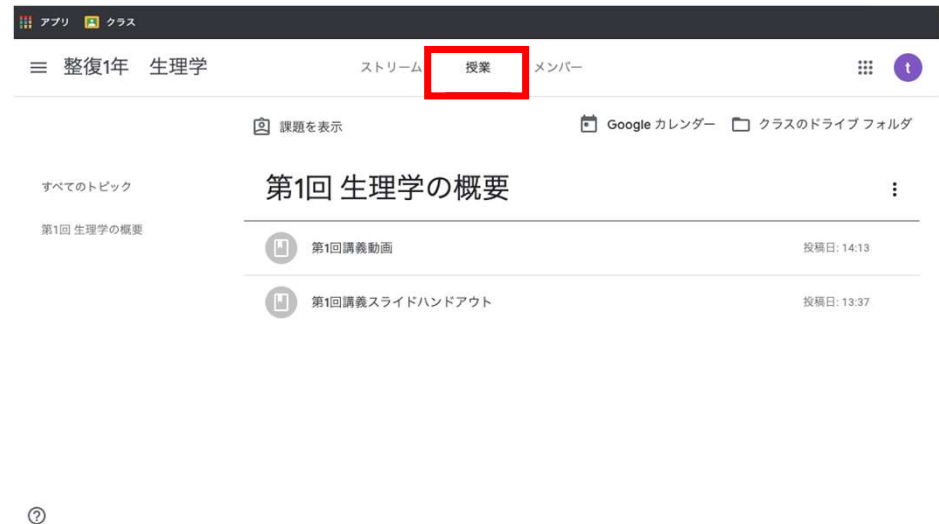 アプリ クラス
整復1年 生理学 ストリーム 授業 メンバー t
課題を表示 Google カレンダー クラスのドライブ フォルダ
すべてのトピック
第1回 生理学の概要
第1回 生理学の概要
第1回講義動画 投稿日: 14:13
第1回講義スライドハンドアウト 投稿日: 13:37